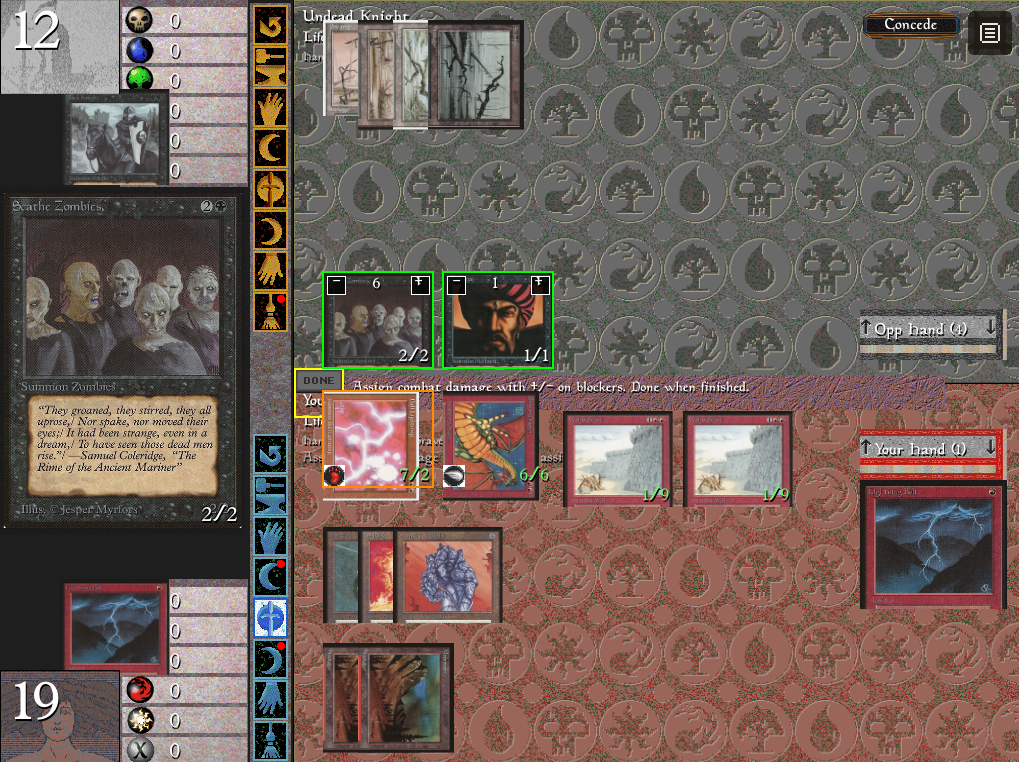 12
0
0
0
0
0
0
Undead Knight
Concede
Scathe Zombies
2
Summon Zombies
"They groaned, they stirred, they all
uprose,/ Nor spake, nor moved their
eyes;/ It had been strange, even in a
dream,/ To have seen those dead men
rise."/ —Samuel Coleridge, "The
Rime of the Ancient Mariner"
Illus. © Jesper Myrfors
2/2
- 6 +
- 1 +
2/2
1/1
Opp Hand (4)
DONE
Assign combat damage with +/- on blockers. Done when finished.
7/2
6/6
1/9
1/9
Your Hand (1)
Lightning Bolt
0
0
0
0
0
X 0
19